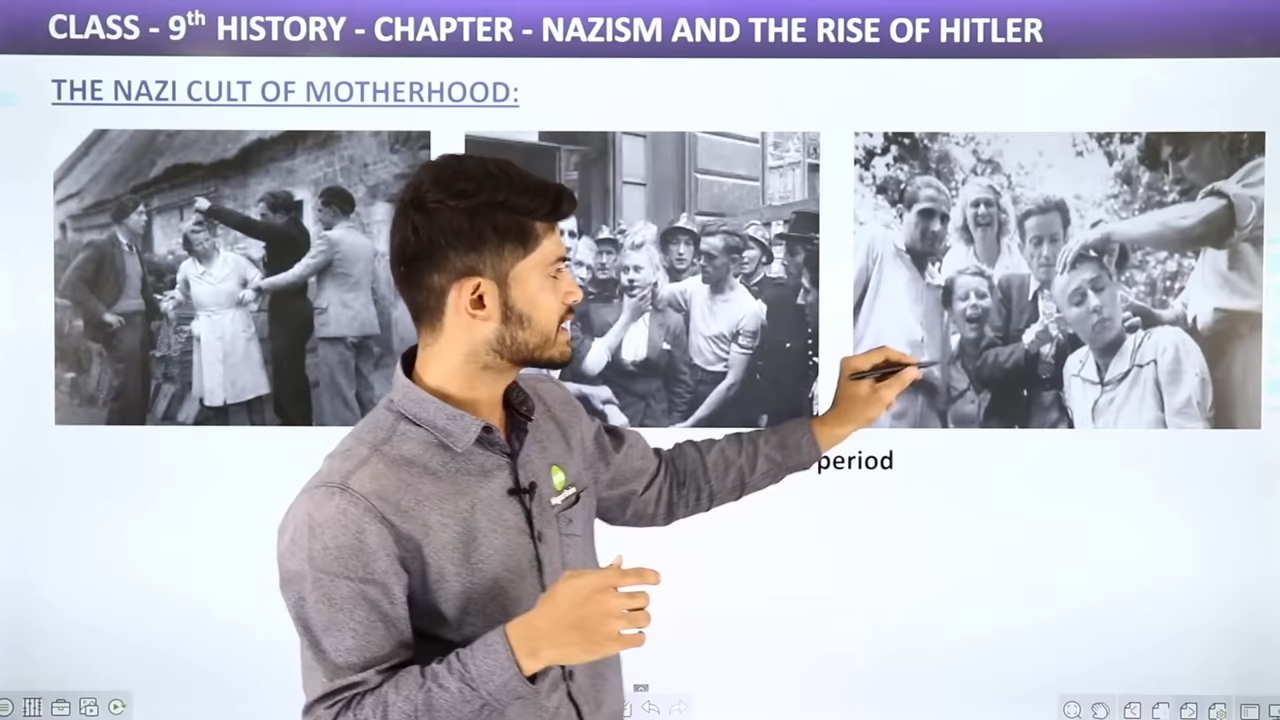 CLASS - 9th HISTORY - CHAPTER - NAZISM AND THE RISE OF HITLER
THE NAZI CULT OF MOTHERHOOD:
period